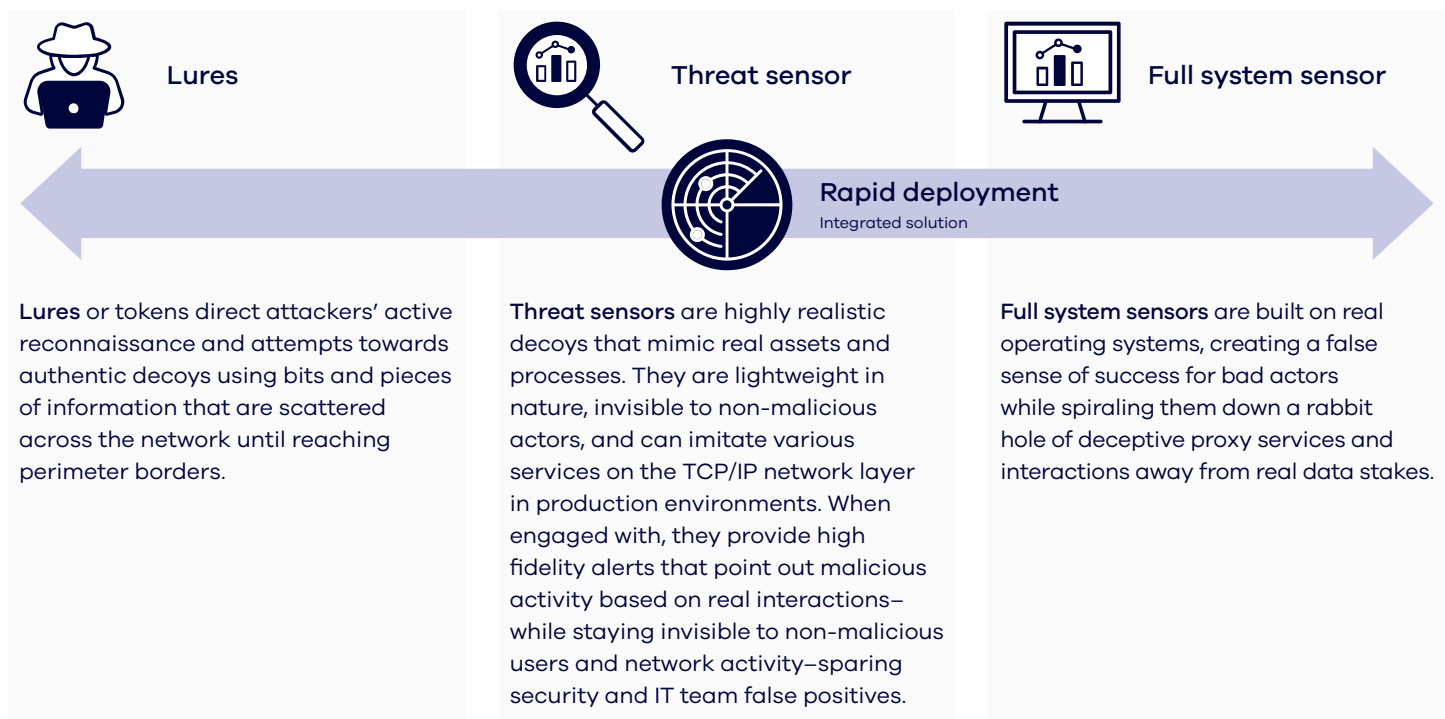 Lures
Threat sensor
Full system sensor
Rapid deployment
Integrated solution
Lures or tokens direct attackers’ active
reconnaissance and attempts towards
authentic decoys using bits and pieces
of information that are scattered
across the network until reaching
perimeter borders.
Threat sensors are highly realistic
decoys that mimic real assets and
processes. They are lightweight in
nature, invisible to non-malicious
actors, and can imitate various
services on the TCP/IP network layer
in production environments. When
engaged with, they provide high
fidelity alerts that point out malicious
activity based on real interactions–
while staying invisible to non-malicious
users and network activity–sparing
security and IT team false positives.
Full system sensors are built on real
operating systems, creating a false
sense of success for bad actors
while spiraling them down a rabbit
hole of deceptive proxy services and
interactions away from real data stakes.